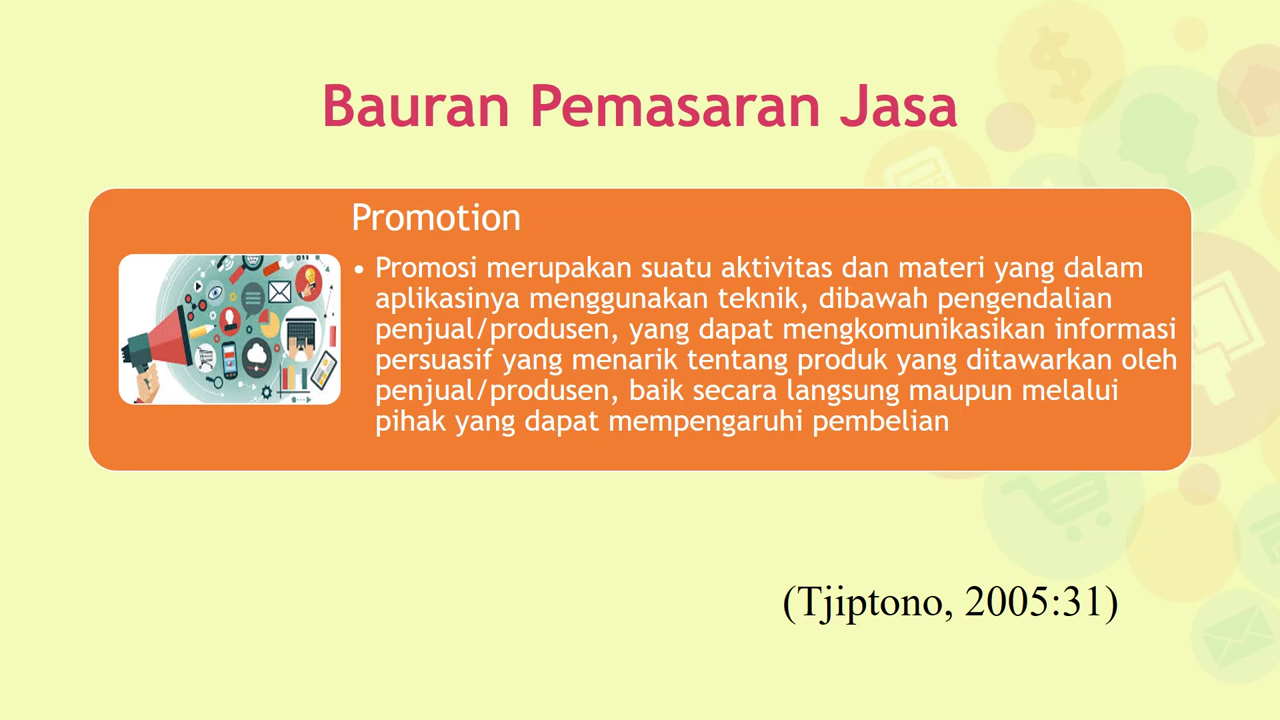 Bauran Pemasaran Jasa
Promotion
• Promosi merupakan suatu aktivitas dan materi yang dalam
aplikasinya menggunakan teknik, dibawah pengendalian
penjual/produsen, yang dapat mengkomunikasikan informasi
persuasif yang menarik tentang produk yang ditawarkan oleh
penjual/produsen, baik secara langsung maupun melalui
pihak yang dapat mempengaruhi pembelian
(Tjiptono, 2005:31)